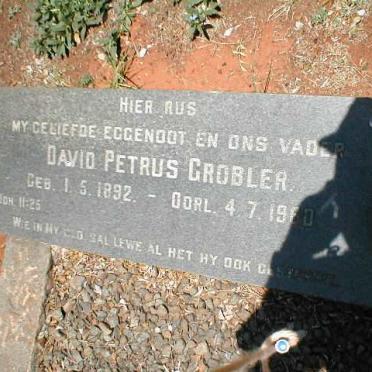 HIER RUS
MY GELIEFDE EGGENOOT EN ONS VADER
DAVID PETRUS GROBLER.
GEB. 1.5.1892. - OORL. 4.7.1960
JOH. 11:25
WIE IN MY GLO, SAL LEWE AL HET HY OOK GESTERWE.